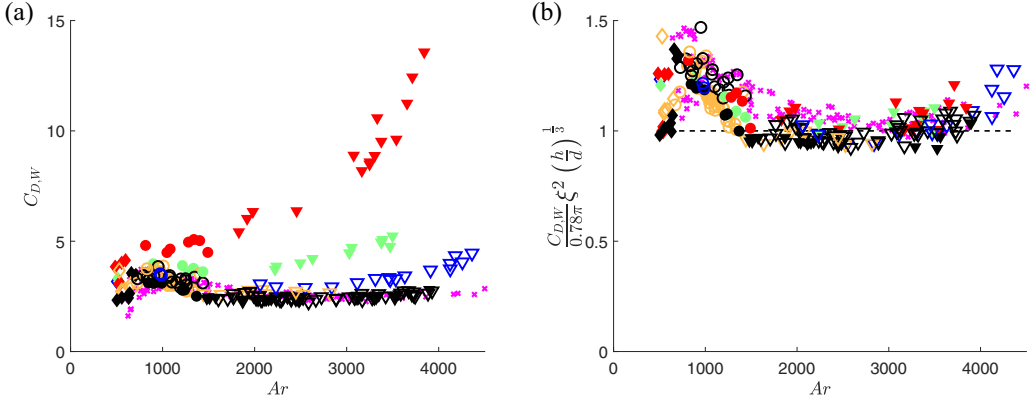 (a)
15
10
5
0
C_{D,W}
0 1000 2000 3000 4000
Ar
(b)
1.5
1
0.5
0
\frac{C_{D,W}}{0.78\pi} \xi^2 \left(\frac{h}{d}\right)^{\frac{1}{3}}
0 1000 2000 3000 4000
Ar